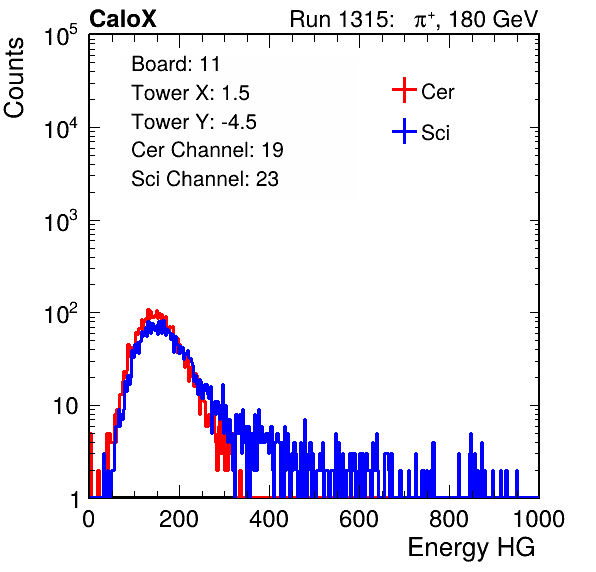 CaloX Run 1315: π⁺, 180 GeV
Counts
10⁵
10⁴
10³
10²
10
1
Board: 11
Tower X: 1.5
Tower Y: -4.5
Cer Channel: 19
Sci Channel: 23
Cer
Sci
0 200 400 600 800 1000
Energy HG